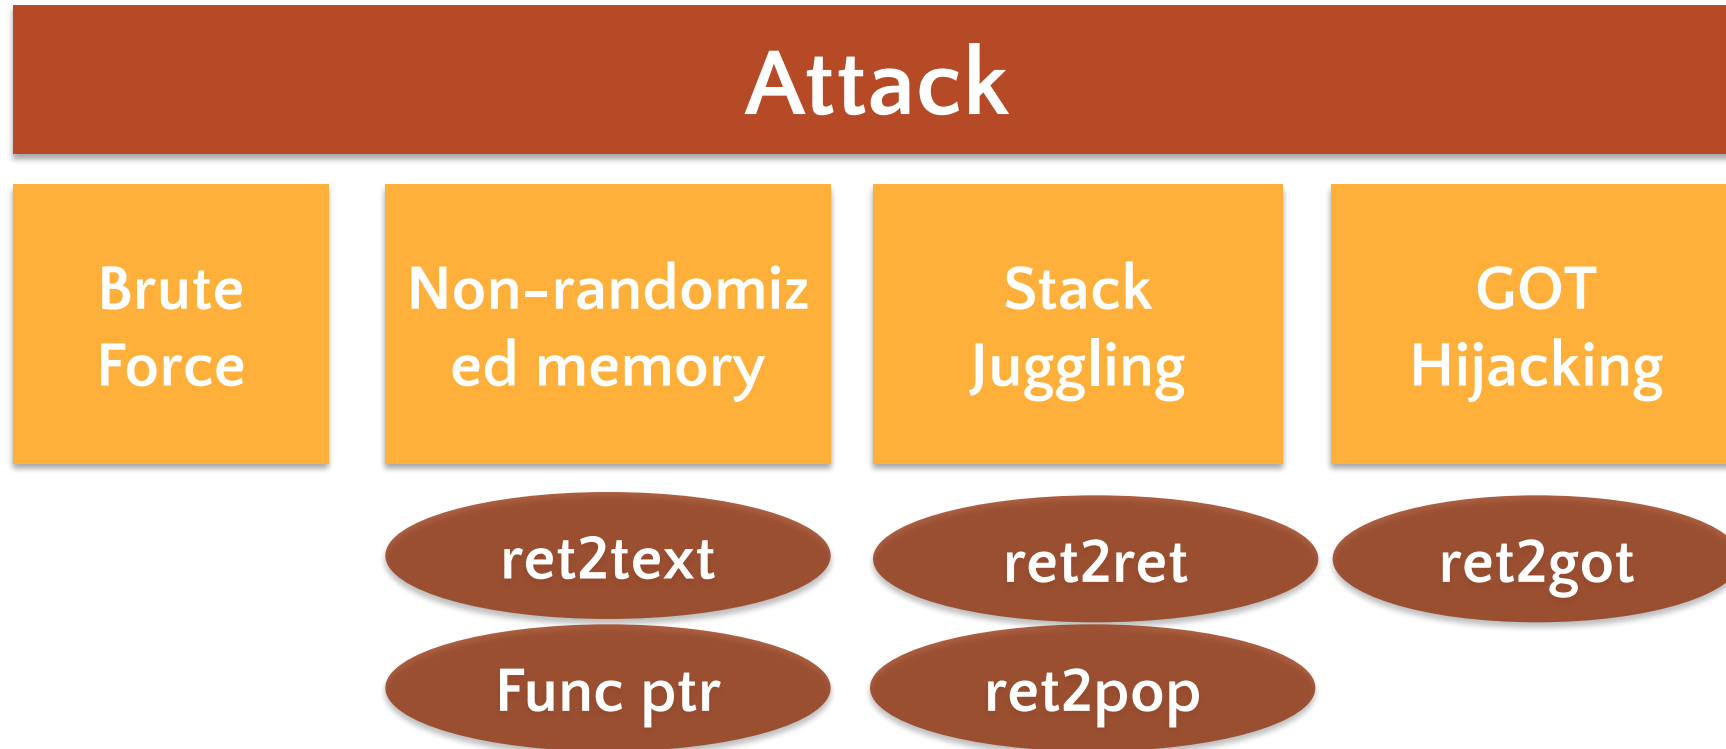 Attack
Brute
Force
Non-randomiz
ed memory
Stack
Juggling
GOT
Hijacking
ret2text
ret2ret
ret2got
Func ptr
ret2pop